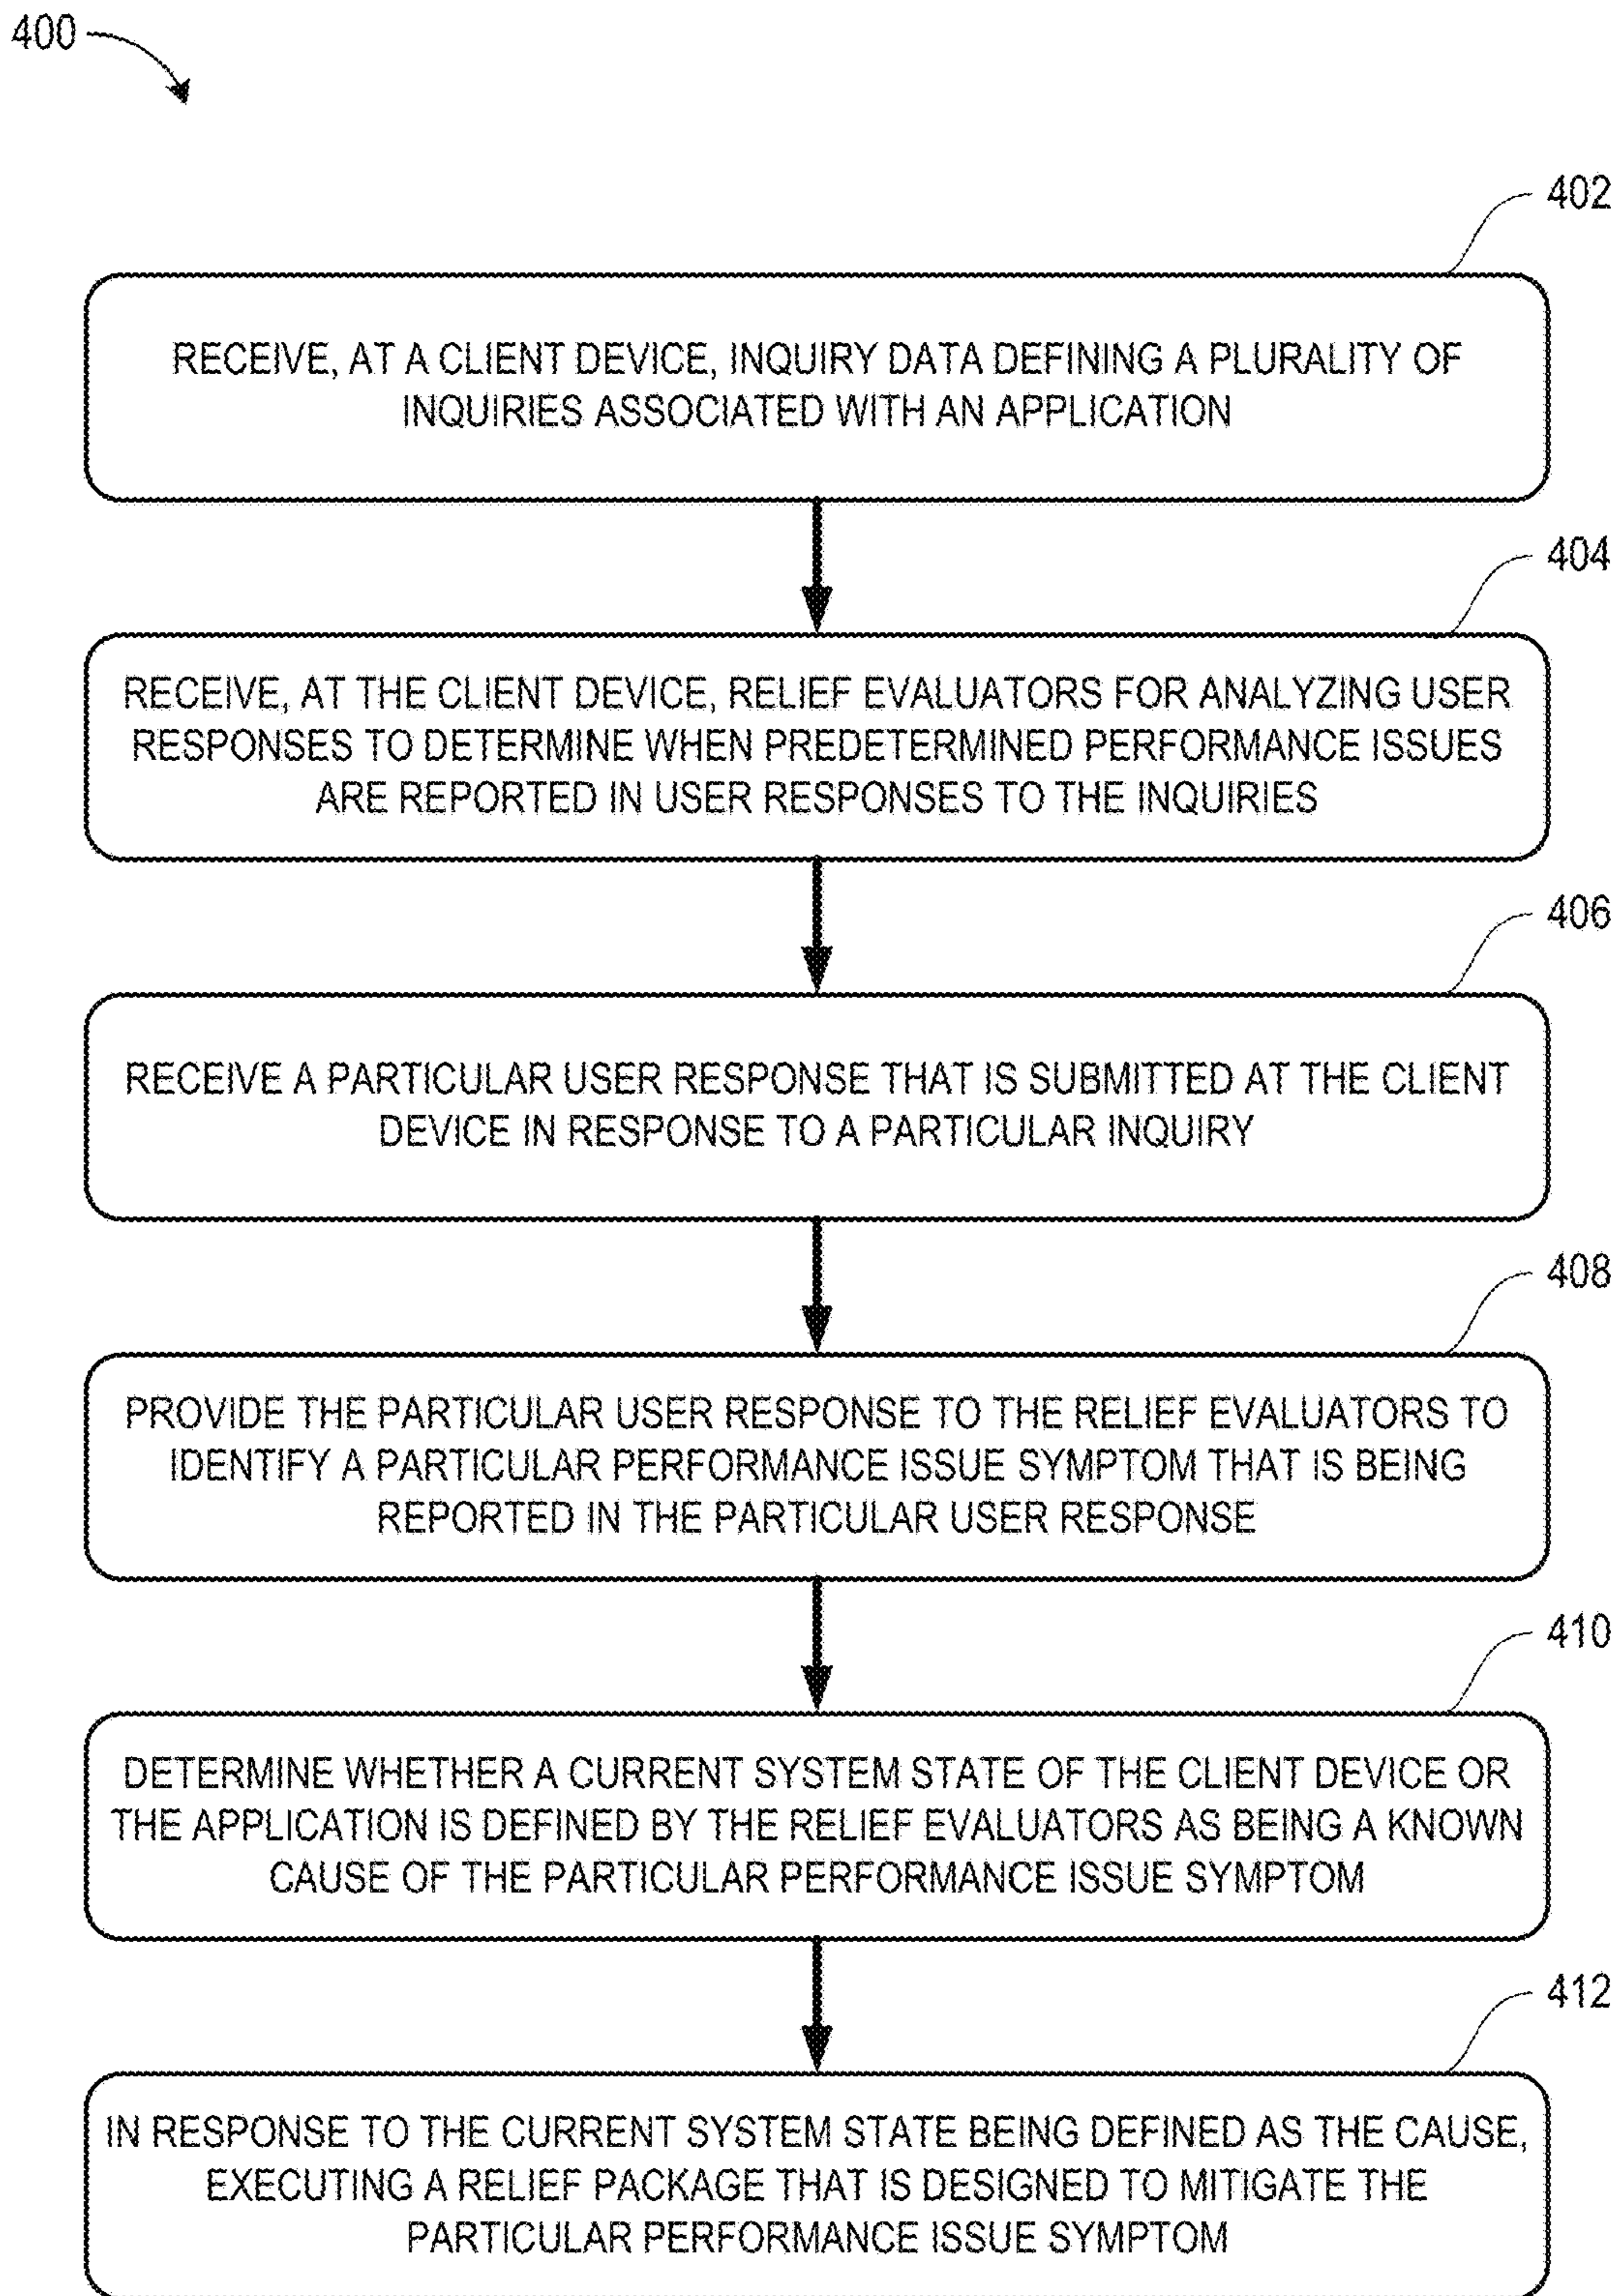 400
402
RECEIVE, AT A CLIENT DEVICE, INQUIRY DATA DEFINING A PLURALITY OF
INQUIRIES ASSOCIATED WITH AN APPLICATION
404
RECEIVE, AT THE CLIENT DEVICE, RELIEF EVALUATORS FOR ANALYZING USER
RESPONSES TO DETERMINE WHEN PREDETERMINED PERFORMANCE ISSUES
ARE REPORTED IN USER RESPONSES TO THE INQUIRIES
406
RECEIVE A PARTICULAR USER RESPONSE THAT IS SUBMITTED AT THE CLIENT
DEVICE IN RESPONSE TO A PARTICULAR INQUIRY
408
PROVIDE THE PARTICULAR USER RESPONSE TO THE RELIEF EVALUATORS TO
IDENTIFY A PARTICULAR PERFORMANCE ISSUE SYMPTOM THAT IS BEING
REPORTED IN THE PARTICULAR USER RESPONSE
410
DETERMINE WHETHER A CURRENT SYSTEM STATE OF THE CLIENT DEVICE OR
THE APPLICATION IS DEFINED BY THE RELIEF EVALUATORS AS BEING A KNOWN
CAUSE OF THE PARTICULAR PERFORMANCE ISSUE SYMPTOM
412
IN RESPONSE TO THE CURRENT SYSTEM STATE BEING DEFINED AS THE CAUSE,
EXECUTING A RELIEF PACKAGE THAT IS DESIGNED TO MITIGATE THE
PARTICULAR PERFORMANCE ISSUE SYMPTOM